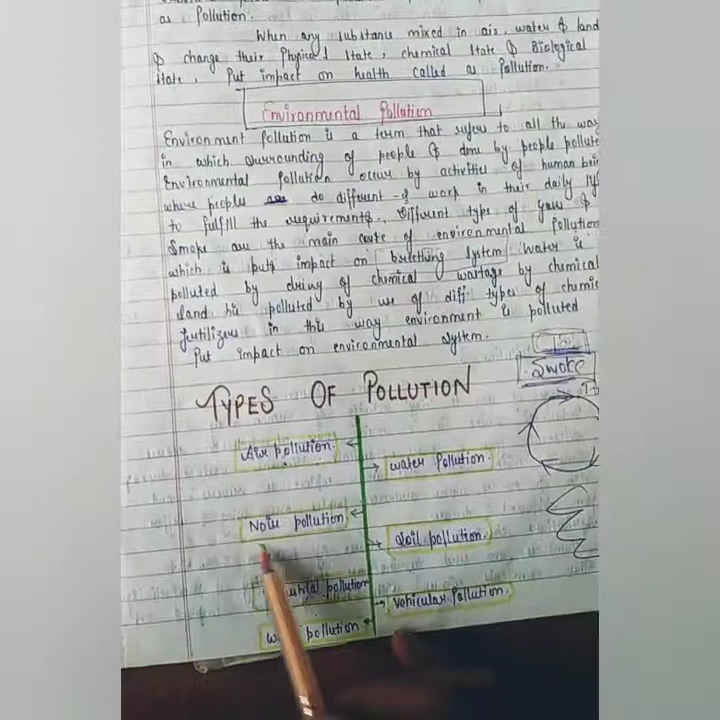 as Pollution.
When any substance mixed in air, water & land
& change their Physical State, chemical State & Biological
State, Put impact on health called as Pollution.
Environmental Pollution
Environment Pollution is a term that refers to all the way
in which surrounding of people & done by people pollute
Environmental Pollution occur by activities of human bein
where peoples do different of work in their daily life
to fulfill the requirements. Different type of gases &
Smoke are the main cause of environmental Pollution
which is puts impact on breathing System Water is
polluted by of chemical wastage by chemical
land his polluted by use of diff types of chemic
fertilizers in this way environment is polluted
Put impact on environmental System.
Smoke
TYPES OF POLLUTION
Air pollution
water Pollution.
Noise pollution
Soil pollution.
pollution
Vehicular Pollution.
pollution